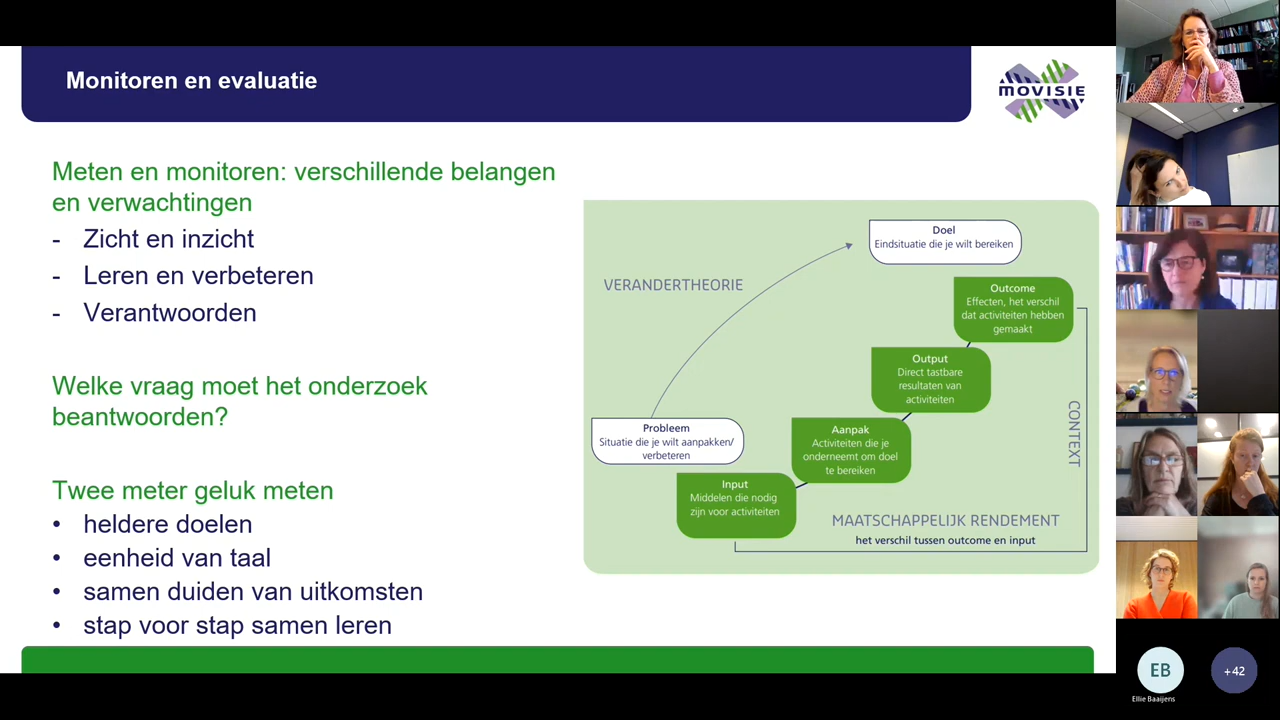 Monitoren en evaluatie
MOVISIE
Meten en monitoren: verschillende belangen
en verwachtingen
- Zicht en inzicht
- Leren en verbeteren
- Verantwoorden
Welke vraag moet het onderzoek
beantwoorden?
Twee meter geluk meten
• heldere doelen
• eenheid van taal
• samen duiden van uitkomsten
• stap voor stap samen leren
Doel
Eindsituatie die je wilt bereiken
VERANDERTHEORIE
Outcome
Effecten, het verschil
dat activiteiten hebben
gemaakt
Output
Direct tastbare
resultaten van
activiteiten
Aanpak
Activiteiten die je
onderneemt om doel
te bereiken
Probleem
Situatie die je wilt aanpakken/
verbeteren
Input
Middelen die nodig
zijn voor activiteiten
CONTEXT
MAATSCHAPPELIJK RENDEMENT
het verschil tussen outcome en input
EB
Ellie Baaijens
+42